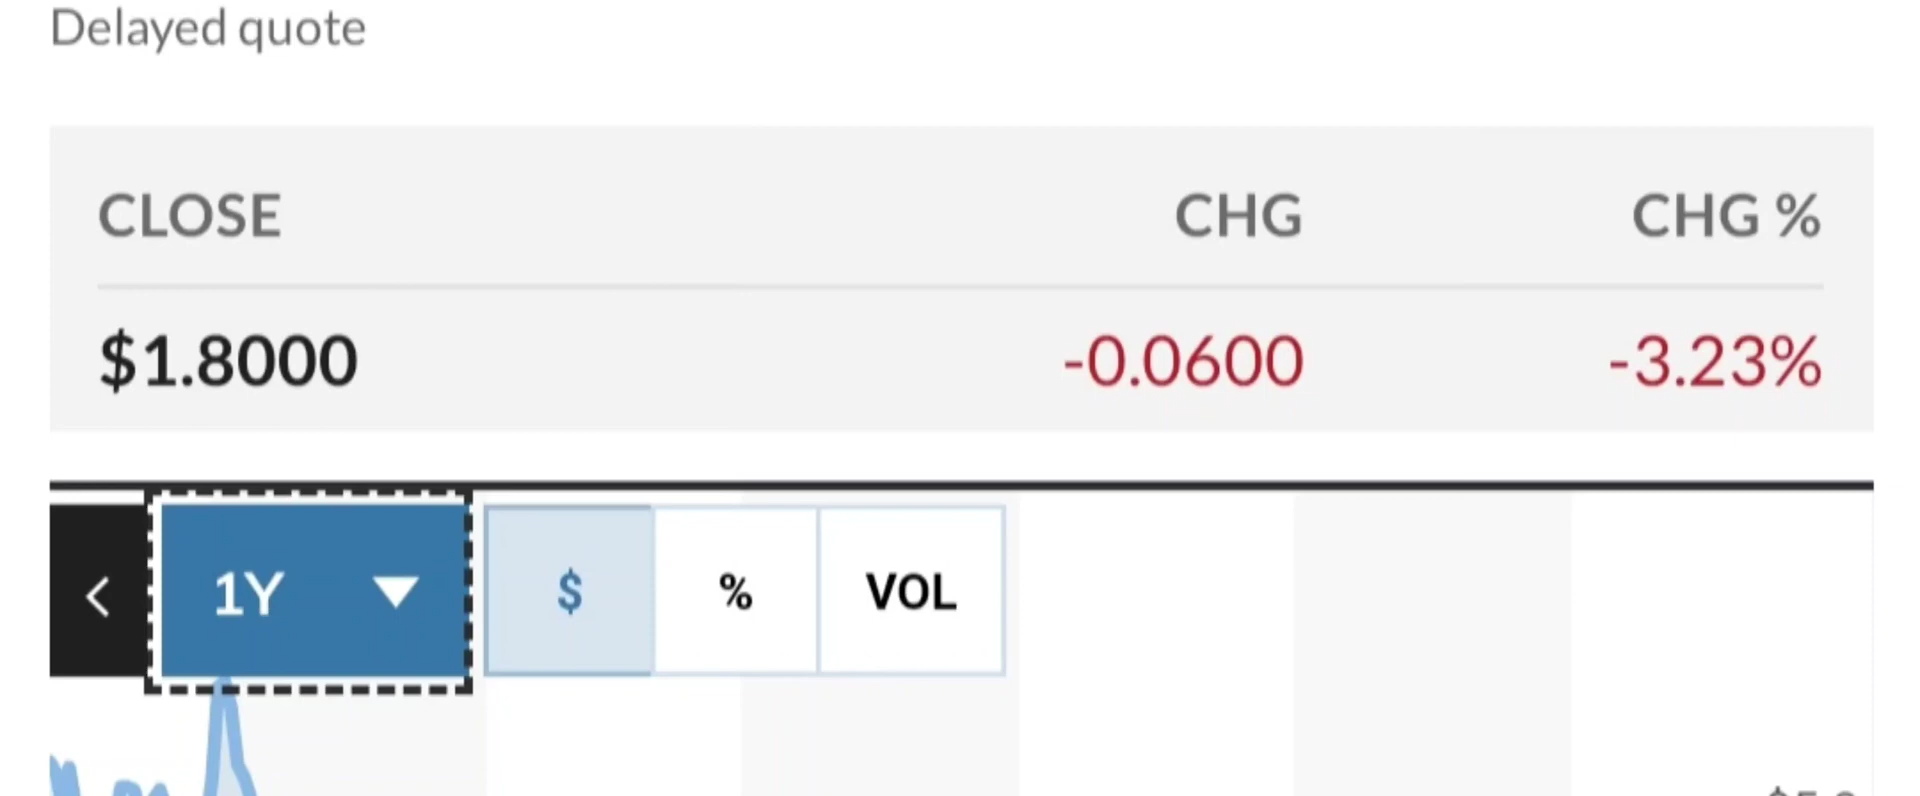 Delayed quote
CLOSE CHG CHG %
$1.8000 -0.0600 -3.23%
1Y $ % VOL